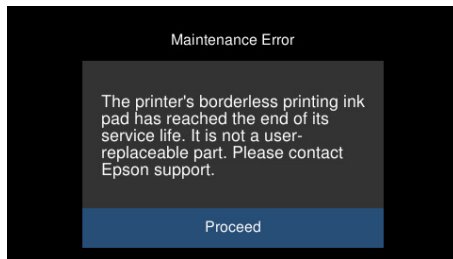 Maintenance Error
The printer's borderless printing ink
pad has reached the end of its
service life. It is not a user-
replaceable part. Please contact
Epson support.
Proceed